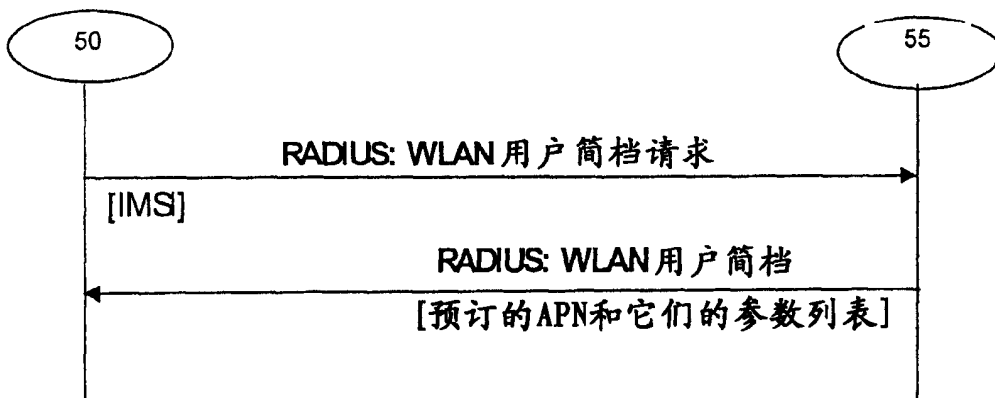 50
55
RADIUS: WLAN用户简档请求
[IMSI]
RADIUS: WLAN用户简档
[预订的APN和它们的参数列表]